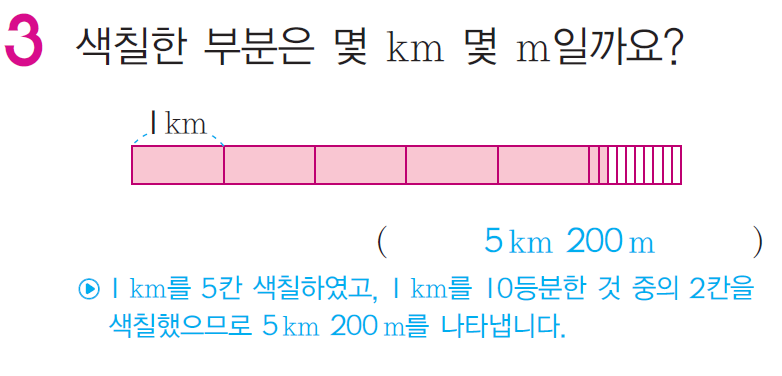 3 색칠한 부분은 몇 km 몇 m일까요?
1 km
( 5 km 200 m )
1 km를 5칸 색칠하였고, 1 km를 10등분한 것 중의 2칸을
색칠했으므로 5 km 200 m를 나타냅니다.